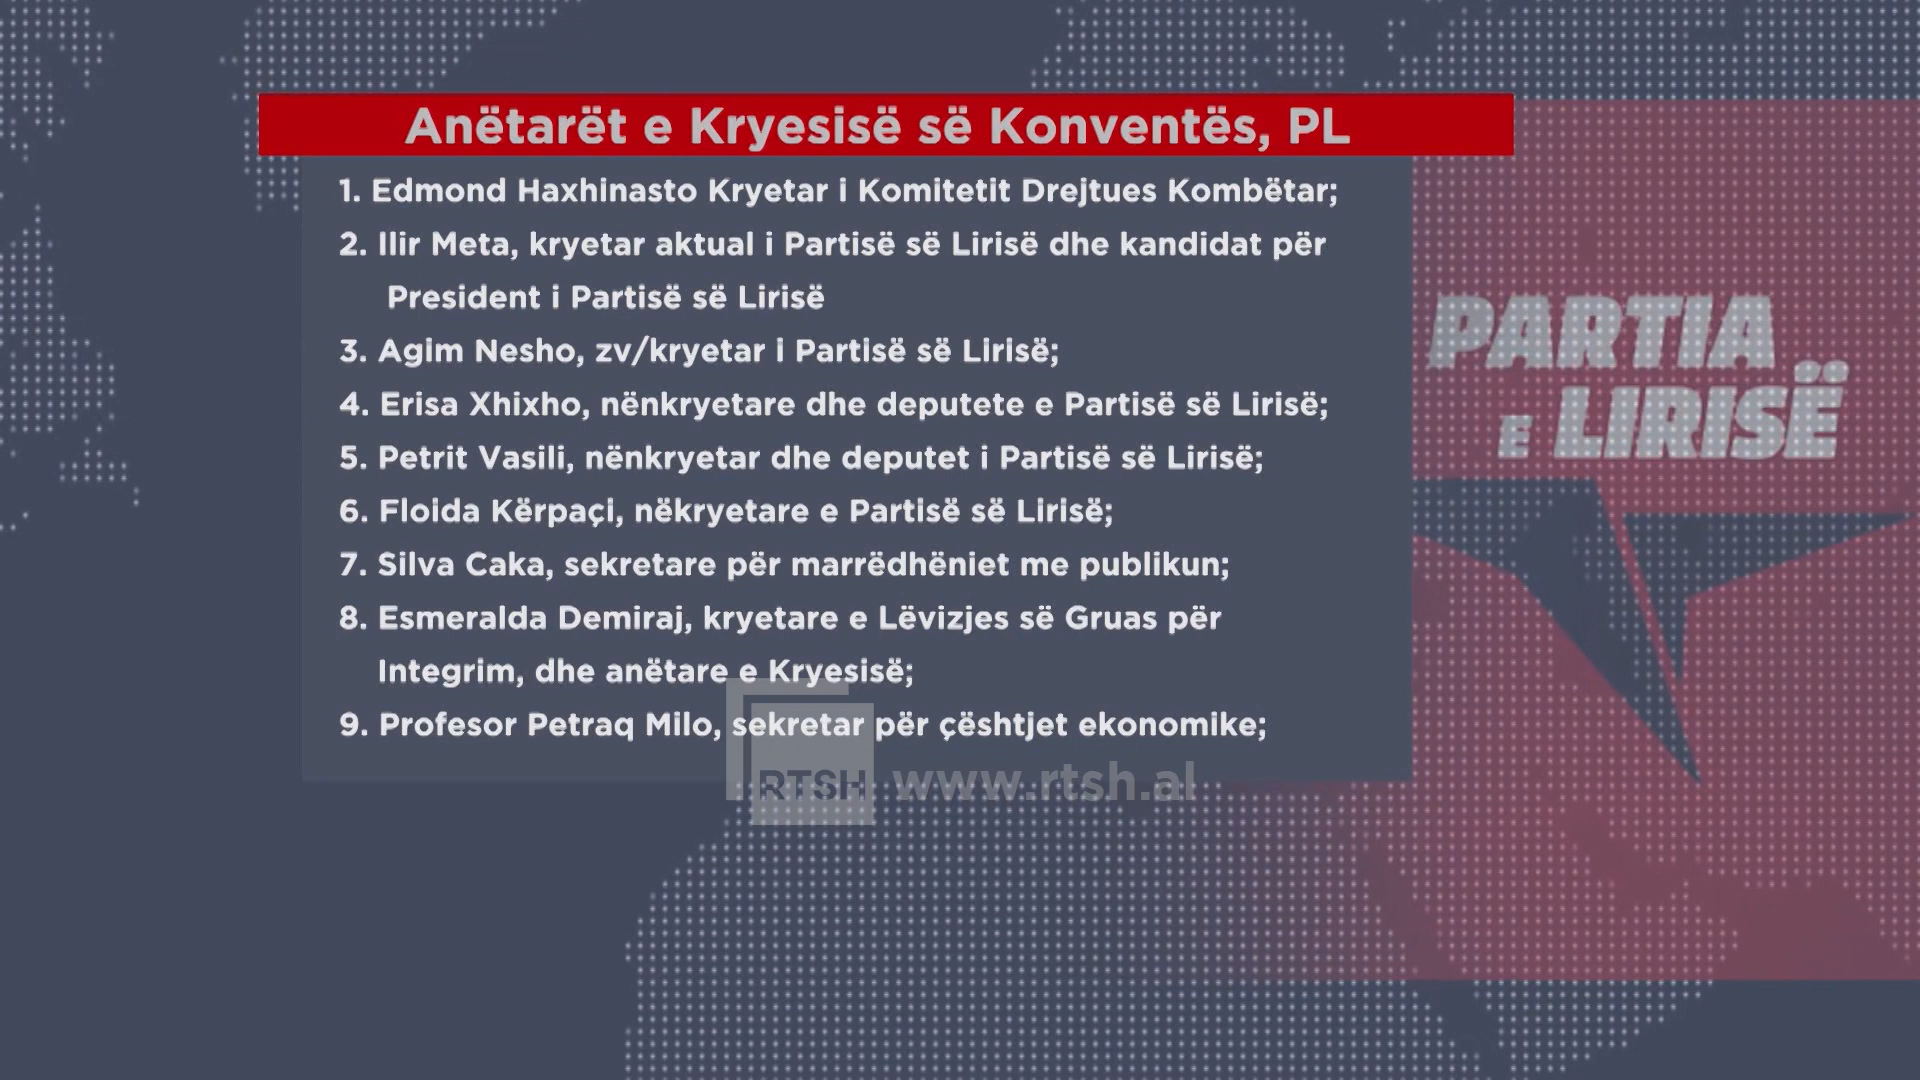 Anëtarët e Kryesisë së Konventës, PL
1. Edmond Haxhinasto Kryetar i Komitetit Drejtues Kombëtar;
2. Ilir Meta, kryetar aktual i Partisë së Lirisë dhe kandidat për
President i Partisë së Lirisë
3. Agim Nesho, zv/kryetar i Partisë së Lirisë;
4. Erisa Xhixho, nënkryetare dhe deputete e Partisë së Lirisë;
5. Petrit Vasili, nënkryetar dhe deputet i Partisë së Lirisë;
6. Floida Kërpaçi, nëkryetare e Partisë së Lirisë;
7. Silva Caka, sekretare për marrëdhëniet me publikun;
8. Esmeralda Demiraj, kryetare e Lëvizjes së Gruas për
Integrim, dhe anëtare e Kryesisë;
9. Profesor Petraq Milo, sekretar për çështjet ekonomike;
PARTIA
E LIRISË
RTSH www.rtsh.al